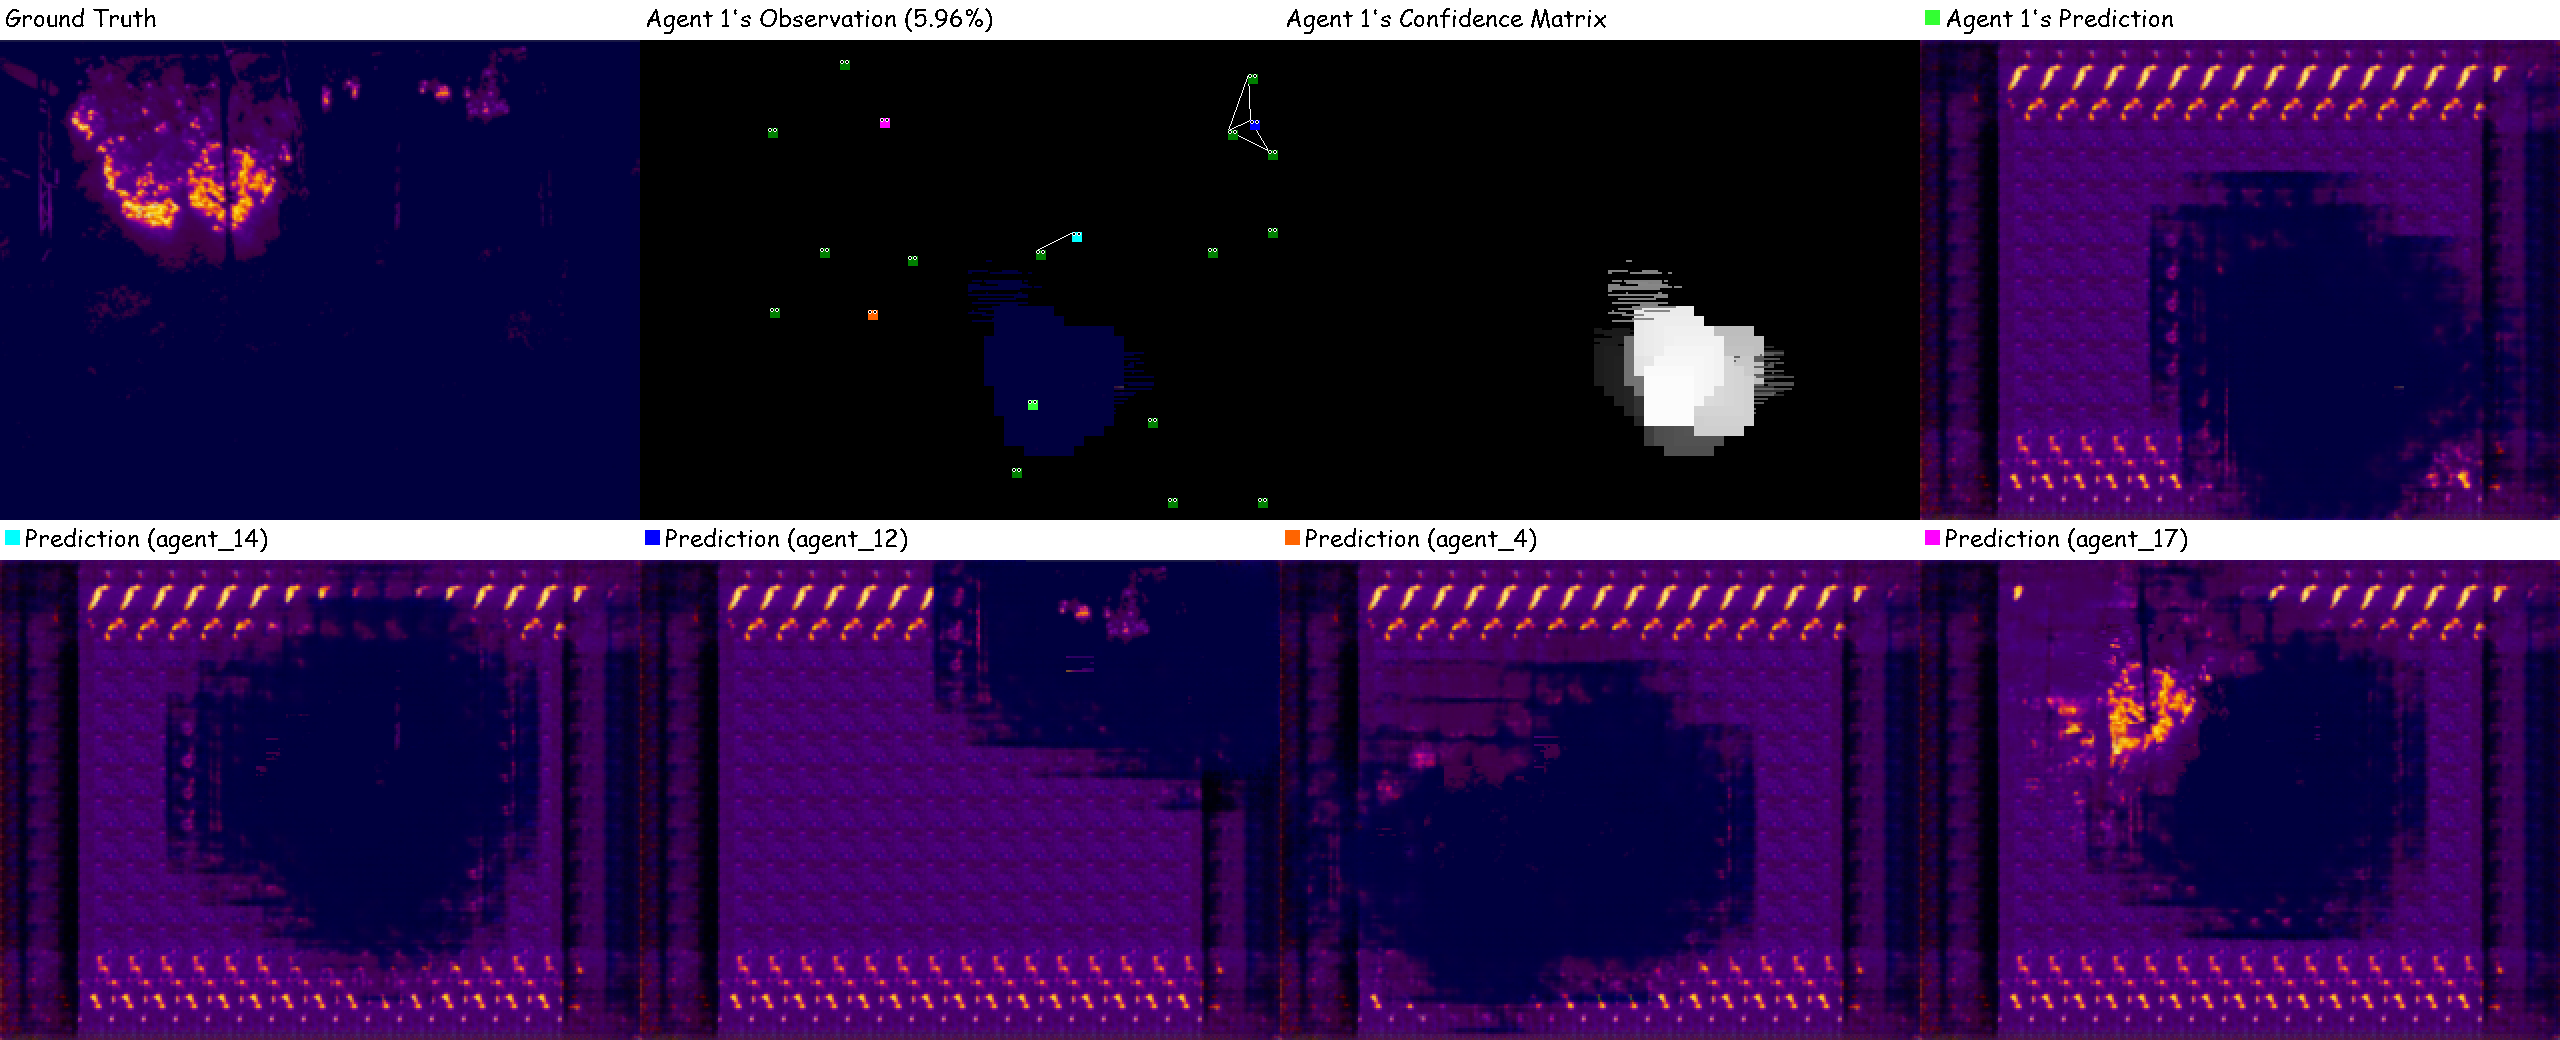 Ground Truth
Agent 1's Observation (5.96%)
Agent 1's Confidence Matrix
Agent 1's Prediction
Prediction (agent_14)
Prediction (agent_12)
Prediction (agent_4)
Prediction (agent_17)